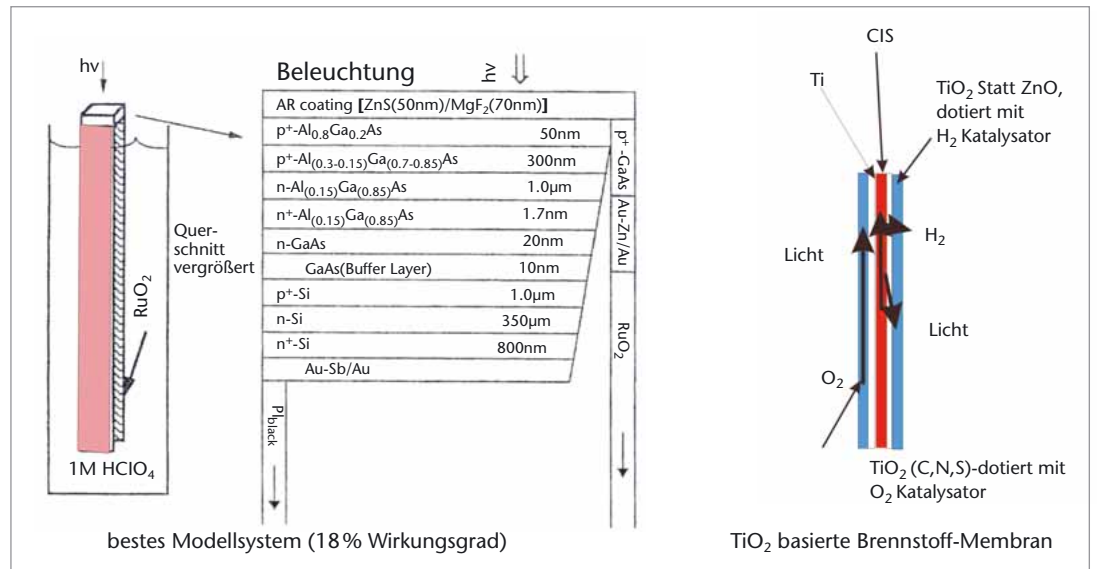 hν
RuO₂
1M HClO₄
Quer-
schnitt
vergrößert
Beleuchtung hν
AR coating [ZnS(50nm)/MgF₂(70nm)]
p⁺-Al₀.₈Ga₀.₂As 50nm
p⁺-Al(0.3-0.15)Ga(0.7-0.85)As 300nm
n-Al(0.15)Ga(0.85)As 1.0µm
n⁺-Al(0.15)Ga(0.85)As 1.7nm
n-GaAs 20nm
GaAs(Buffer Layer) 10nm
p⁺-Si 1.0µm
n-Si 350µm
n⁺-Si 800nm
Au-Sb/Au
p⁺-GaAs
Au-Zn/Au
RuO₂
Pl black
bestes Modellsystem (18% Wirkungsgrad)
CIS
Ti
TiO₂ Statt ZnO,
dotiert mit
H₂ Katalysator
Licht
H₂
Licht
O₂
TiO₂ (C,N,S)-dotiert mit
O₂ Katalysator
TiO₂ basierte Brennstoff-Membran